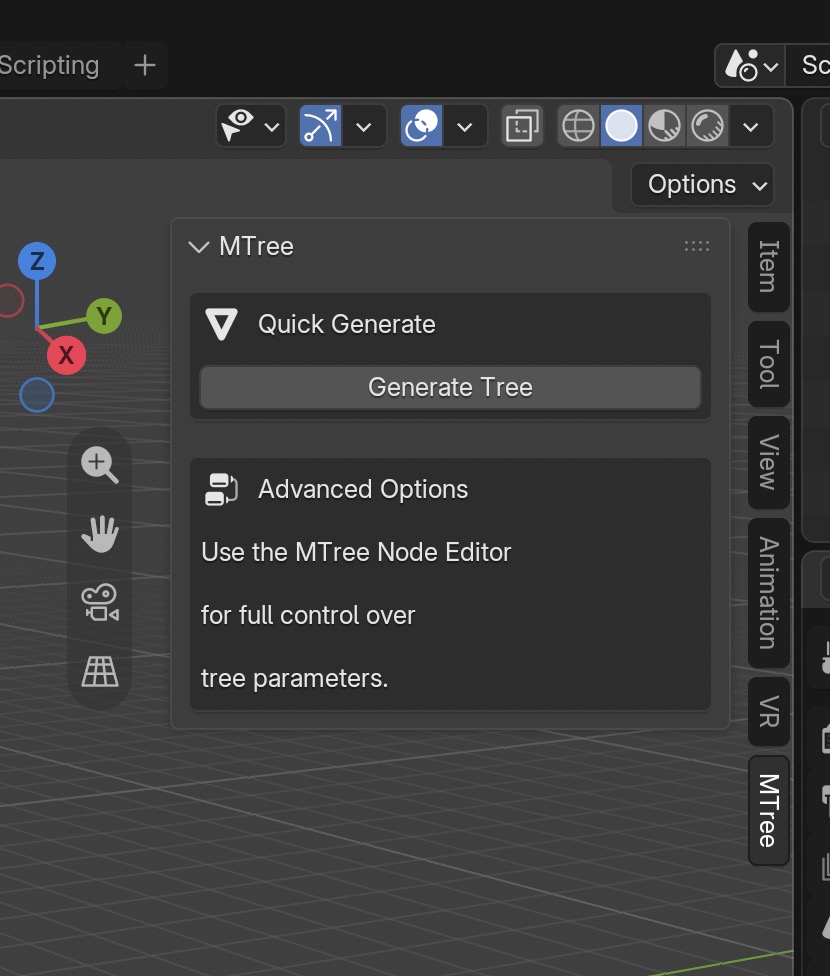 Scripting
Sc
Options
MTree
Quick Generate
Generate Tree
Advanced Options
Use the MTree Node Editor
for full control over
tree parameters.
Z
Y
X
Item
Tool
View
Animation
VR
MTree